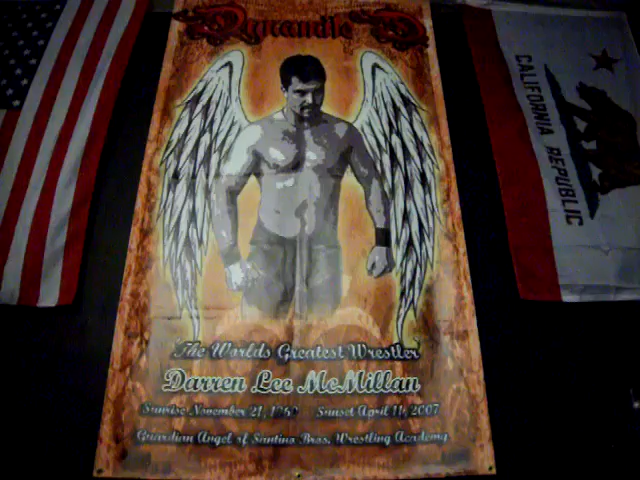 Dynamite D
The Worlds Greatest Wrestler
Darren Lee McMillan
Sunrise November 21, Sunset April 11, 2007
Guardian Angel of Santino Bros. Wrestling Academy
CALIFORNIA REPUBLIC